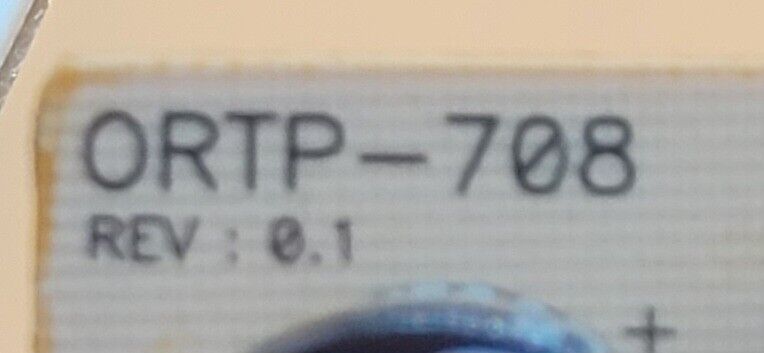 ORTP-708
REV : 0.1
+